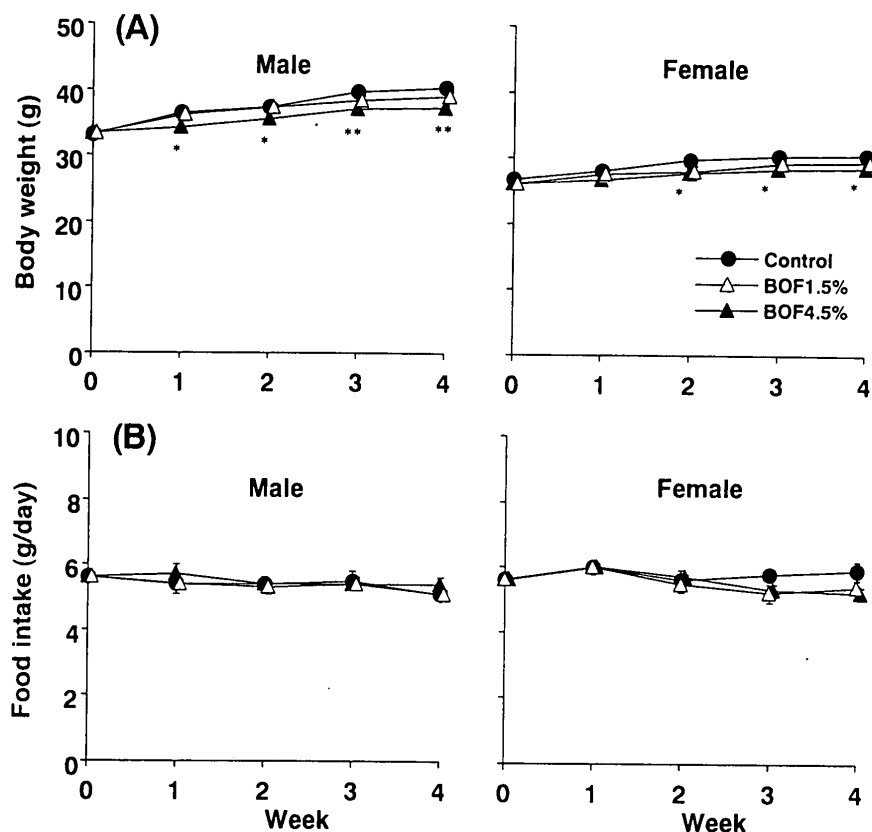 (A)
Male
Female
Body weight (g)
50
40
30
20
10
0
* * ** **
* * *
Control
BOF1.5%
BOF4.5%
0 1 2 3 4
0 1 2 3 4
(B)
Male
Female
Food intake (g/day)
10
8
6
4
2
0
0 1 2 3 4
0 1 2 3 4
Week
Week